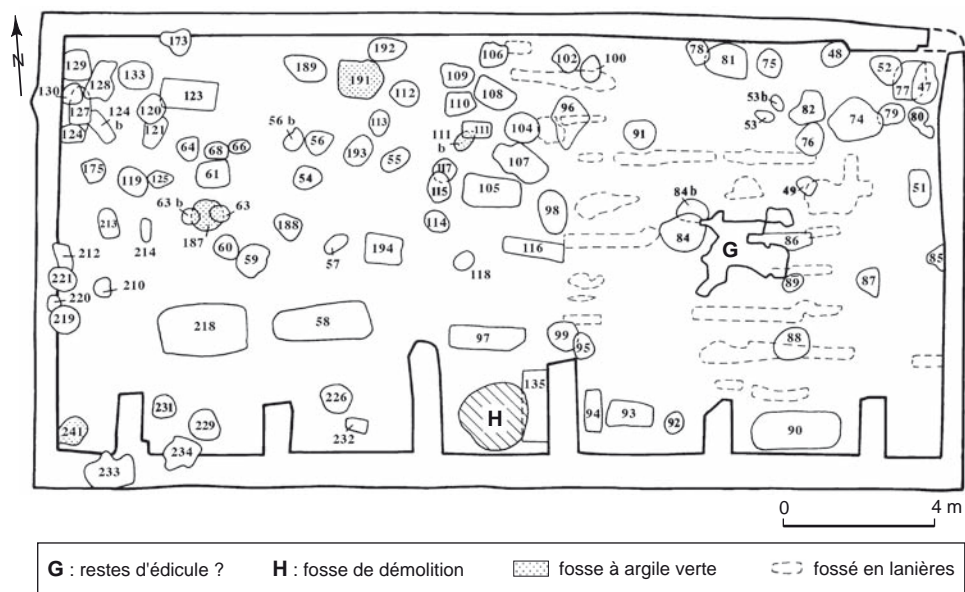 173 192 106 102 100 78 81 75 48 52
129 130 128 133 189 191 109 112 108 77 47
127 124 b 120 123 110 96 53b 82 74 79 80
124 121 56 b 56 113 111 111 b 104 91 53 76
64 68 66 193 55 107
175 119 125 61 54 117 115 105 98 84b 49 51
213 214 63 b 63 187 188 114 84 G 86
212 60 59 57 194 116 118 89 87 85
221 210
220 219 218 58 97 99 95 88
135
231 226 94 93 92 90
241 229 232 H
233 234
N
0 4 m
G : restes d'édicule ? H : fosse de démolition fosse à argile verte fossé en lanières